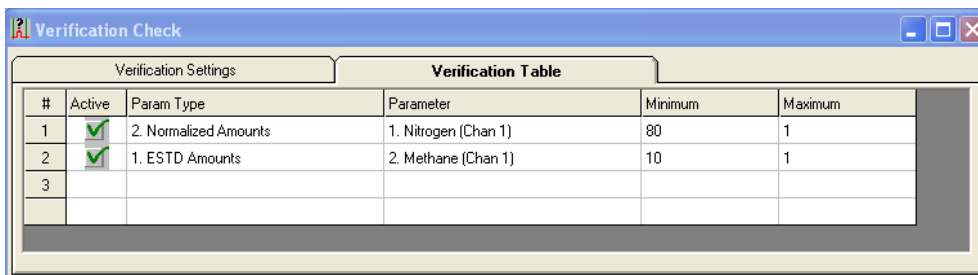 Verification Check
Verification Settings Verification Table
# Active Param Type Parameter Minimum Maximum
1 2. Normalized Amounts 1. Nitrogen (Chan 1) 80 1
2 1. ESTD Amounts 2. Methane (Chan 1) 10 1
3